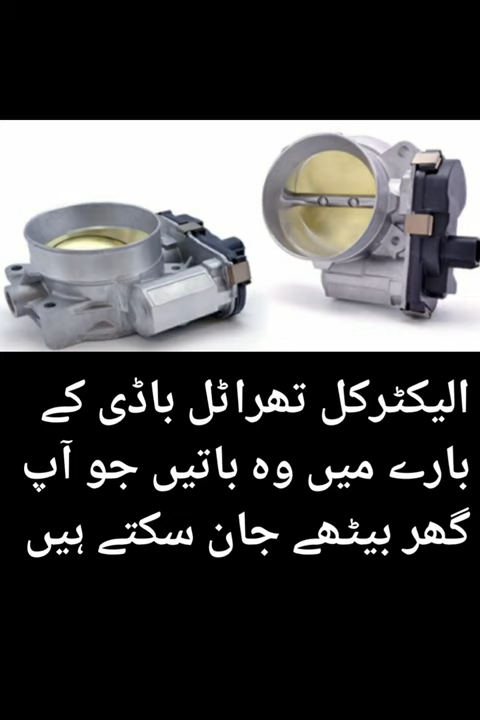 الیکٹرکل تھراٹل باڈی کے
بارے میں وہ باتیں جو آپ
گھر بیٹھے جان سکتے ہیں